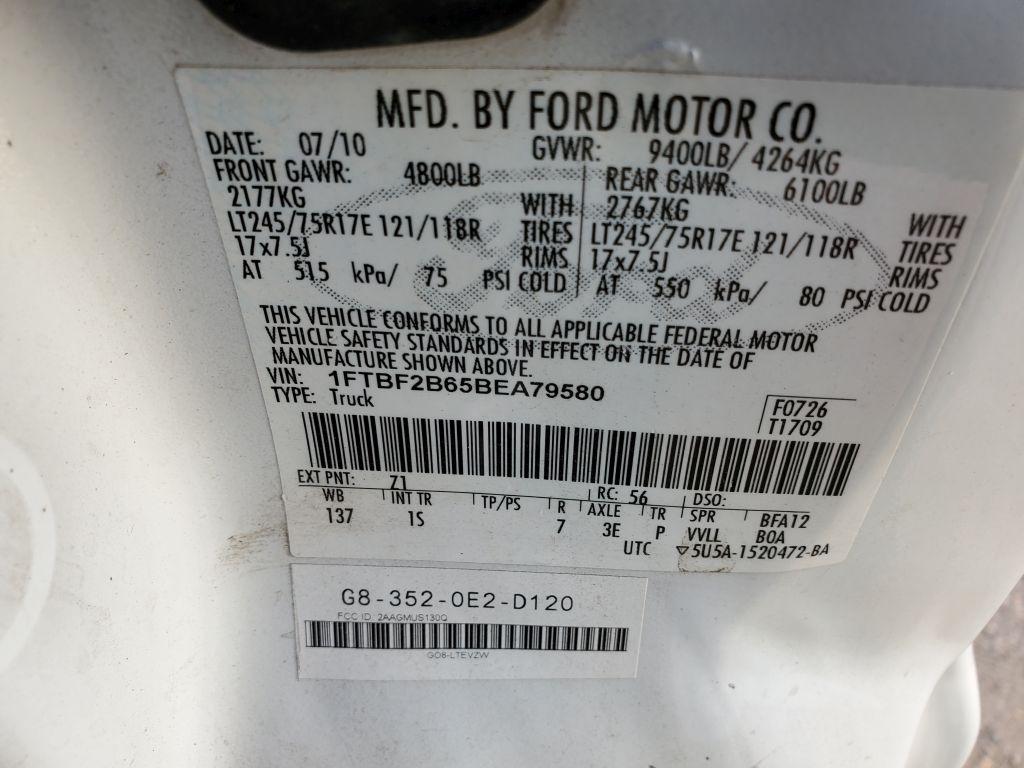 MFD. BY FORD MOTOR CO.
DATE: 07/10 GVWR: 9400LB/ 4264KG
FRONT GAWR: 4800LB REAR GAWR: 6100LB
2177KG WITH 2767KG WITH
LT245/75R17E 121/118R TIRES LT245/75R17E 121/118R TIRES
17x7.5J RIMS 17x7.5J RIMS
AT 515 kPa/ 75 PSI COLD AT 550 kPa/ 80 PSI COLD
THIS VEHICLE CONFORMS TO ALL APPLICABLE FEDERAL MOTOR
VEHICLE SAFETY STANDARDS IN EFFECT ON THE DATE OF
MANUFACTURE SHOWN ABOVE.
VIN: 1FTBF2B65BEA79580
TYPE: Truck
F0726
T1709
EXT PNT: Z1 RC: 56 DSO:
WB INT TR TP/PS R AXLE TR SPR BFA12
137 1S 7 3E P VVLL BOA
UTC ▽5U5A-1520472-BA
G8-352-0E2-D120
FCC ID: 2AAGMUS130Q
GO8-LTEVZW